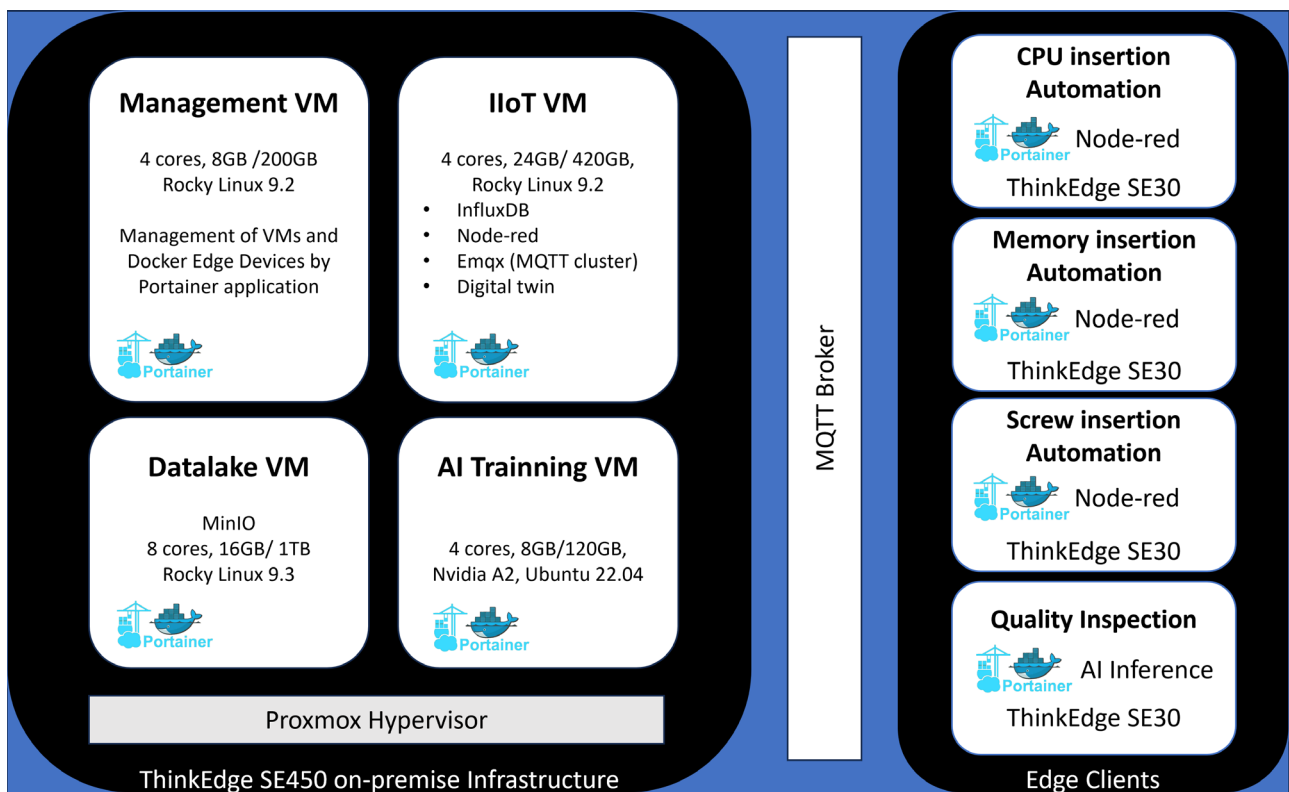 Management VM
4 cores, 8GB /200GB
Rocky Linux 9.2
Management of VMs and
Docker Edge Devices by
Portainer application
Portainer
IIoT VM
4 cores, 24GB/ 420GB,
Rocky Linux 9.2
• InfluxDB
• Node-red
• Emqx (MQTT cluster)
• Digital twin
Portainer
Datalake VM
MinIO
8 cores, 16GB/ 1TB
Rocky Linux 9.3
Portainer
AI Trainning VM
4 cores, 8GB/120GB,
Nvidia A2, Ubuntu 22.04
Portainer
Proxmox Hypervisor
ThinkEdge SE450 on-premise Infrastructure
MQTT Broker
CPU insertion
Automation
Portainer Node-red
ThinkEdge SE30
Memory insertion
Automation
Portainer Node-red
ThinkEdge SE30
Screw insertion
Automation
Portainer Node-red
ThinkEdge SE30
Quality Inspection
Portainer AI Inference
ThinkEdge SE30
Edge Clients